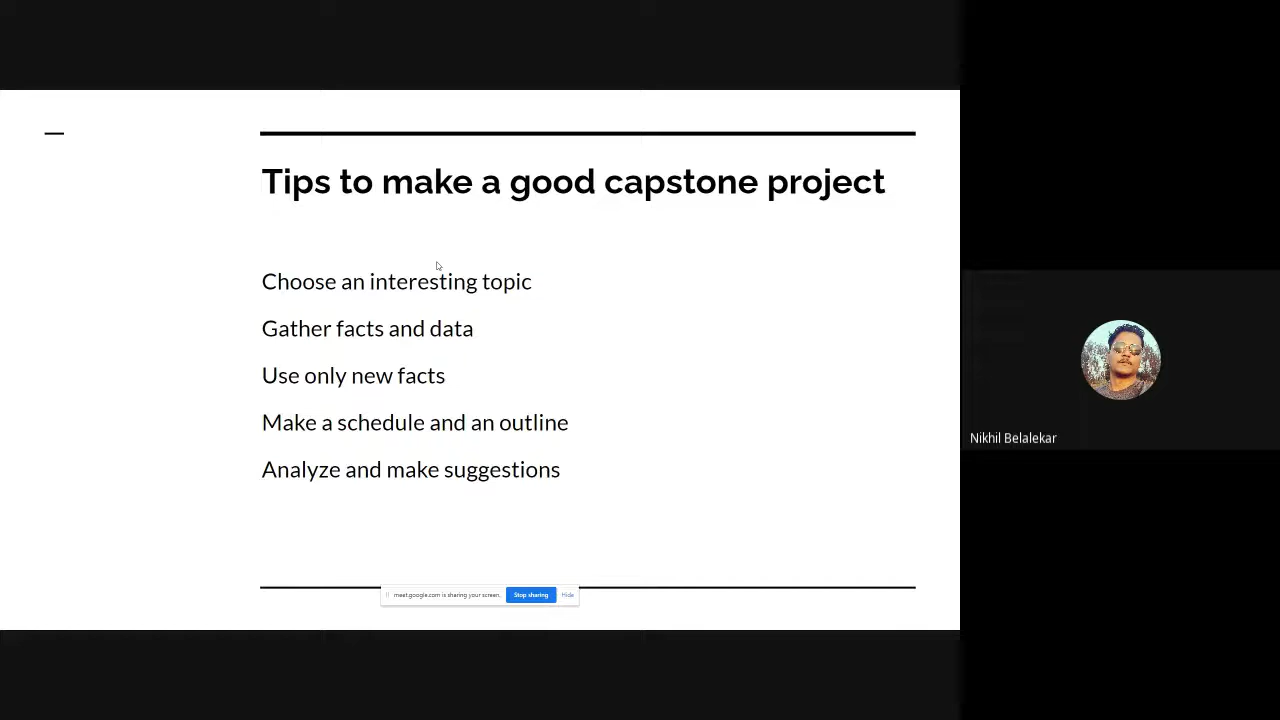 Tips to make a good capstone project
Choose an interesting topic
Gather facts and data
Use only new facts
Make a schedule and an outline
Analyze and make suggestions
Nikhil Belalekar
meet.google.com is sharing your screen. Stop sharing Hide